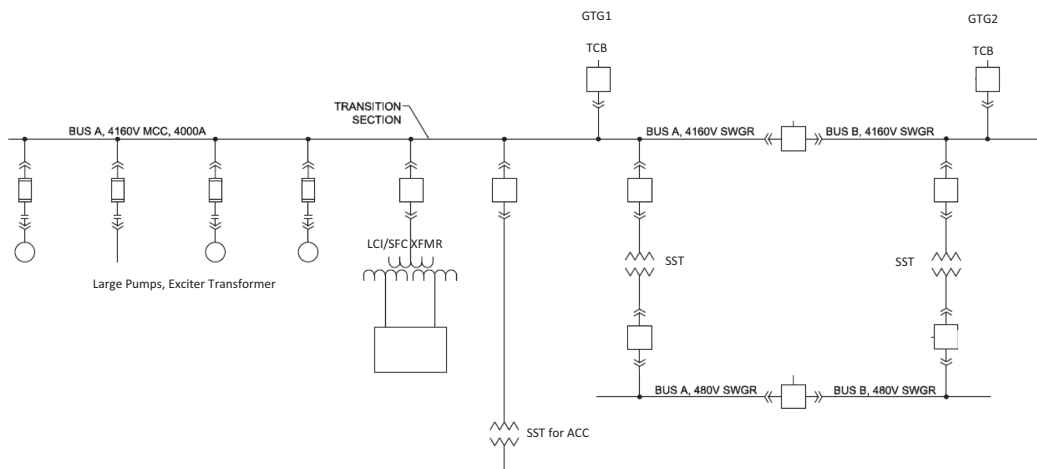 GTG1
GTG2
TCB
TCB
TRANSITION
SECTION
BUS A, 4160V MCC, 4000A
BUS A, 4160V SWGR
BUS B, 4160V SWGR
LCI/SFC XFMR
SST
SST
Large Pumps, Exciter Transformer
BUS A, 480V SWGR
BUS B, 480V SWGR
SST for ACC